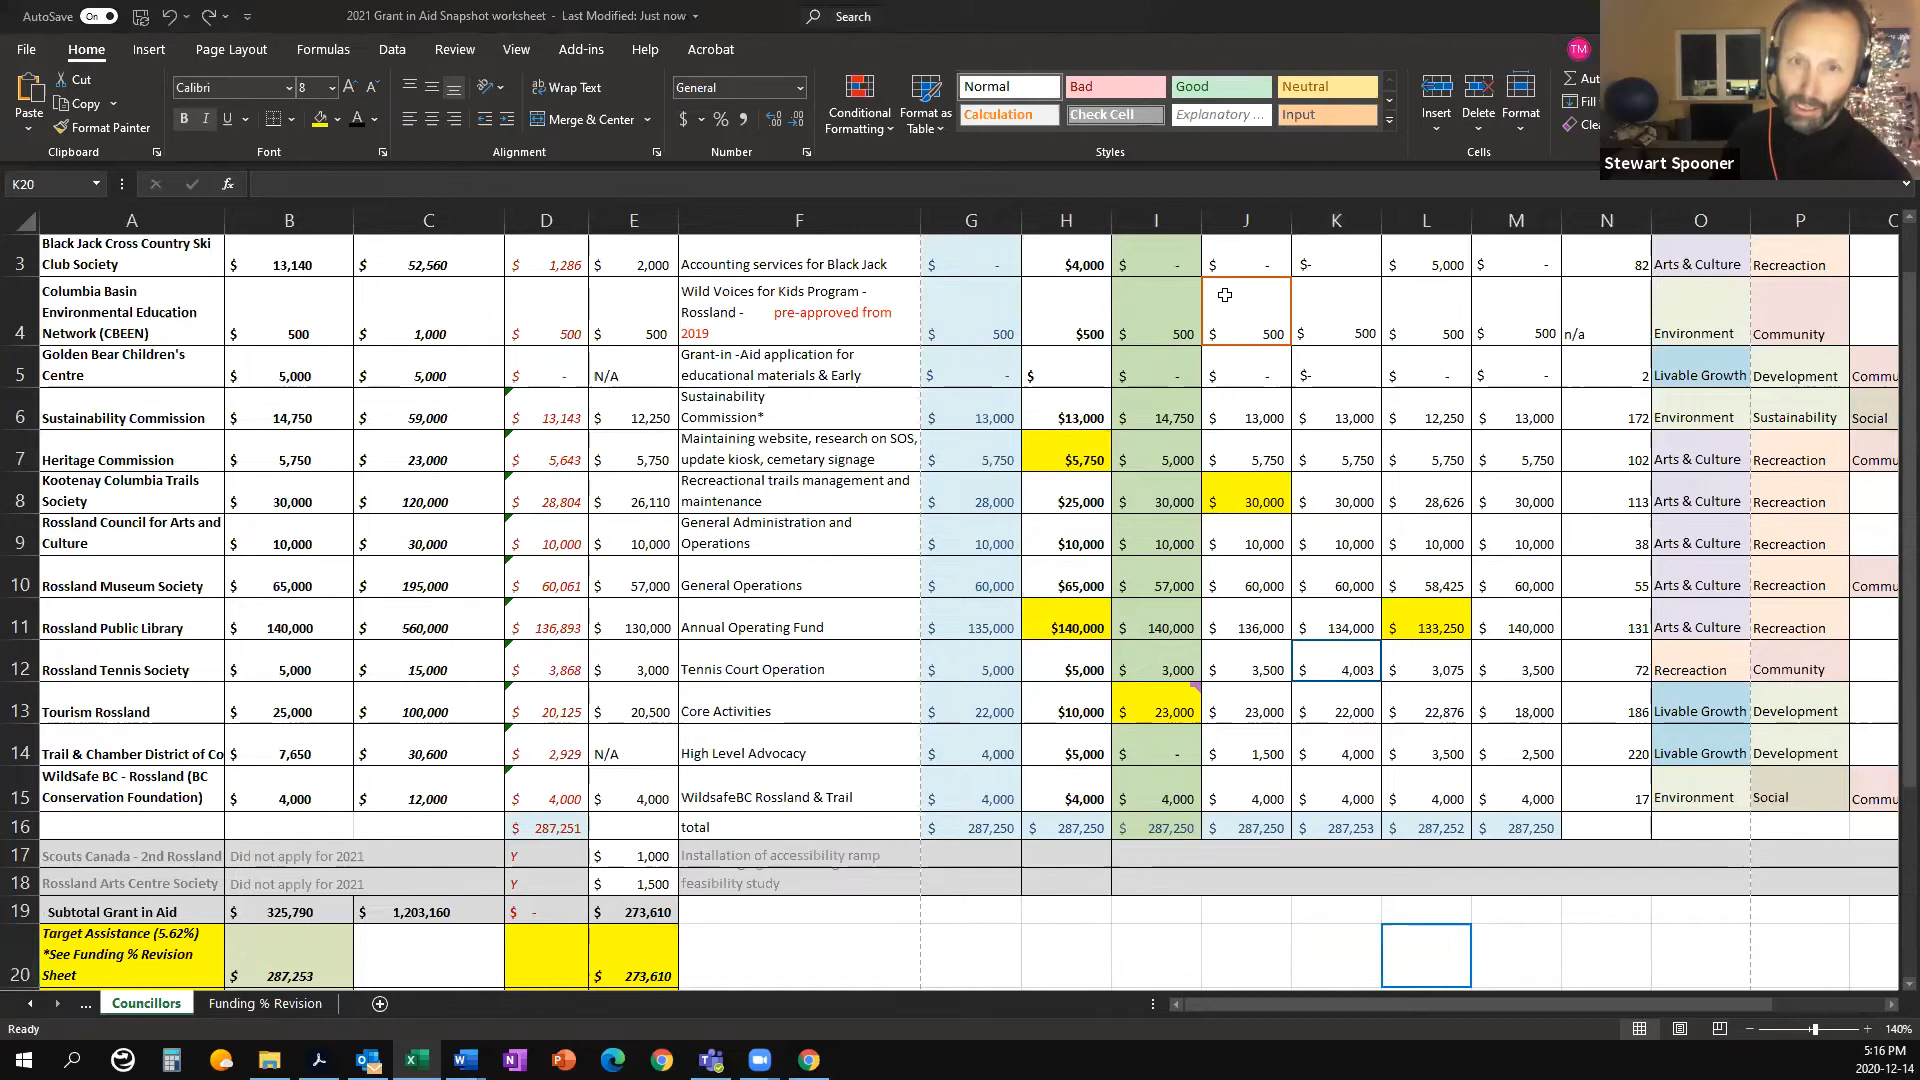 AutoSave On 2021 Grant in Aid Snapshot worksheet - Last Modified: Just now Search
File Home Insert Page Layout Formulas Data Review View Add-ins Help Acrobat TM
Paste Cut Copy Format Painter Clipboard
Calibri 8 B I U A Font
Wrap Text Merge & Center Alignment
General $ % Number
Conditional Formatting Format as Table
Normal Bad Good Neutral
Calculation Check Cell Explanatory ... Input
Styles
Insert Delete Format Cells
Aut
Fill
Cle
Stewart Spooner
K20 fx
A B C D E F G H I J K L M N O P
3 Black Jack Cross Country Ski Club Society $ 13,140 $ 52,560 $ 1,286 $ 2,000 Accounting services for Black Jack $ - $4,000 $ - $ - $- $ 5,000 $ - 82 Arts & Culture Recreaction
4 Columbia Basin Environmental Education Network (CBEEN) $ 500 $ 1,000 $ 500 $ 500 Wild Voices for Kids Program - Rossland - pre-approved from 2019 $ 500 $500 $ 500 $ 500 $ 500 $ 500 $ 500 n/a Environment Community
5 Golden Bear Children's Centre $ 5,000 $ 5,000 $ - N/A Grant-in -Aid application for educational materials & Early $ - $ $ - $ - $- $ - $ - 2 Livable Growth Development Commu
6 Sustainability Commission $ 14,750 $ 59,000 $ 13,143 $ 12,250 Sustainability Commission* $ 13,000 $13,000 $ 14,750 $ 13,000 $ 13,000 $ 12,250 $ 13,000 172 Environment Sustainability Social
7 Heritage Commission $ 5,750 $ 23,000 $ 5,643 $ 5,750 Maintaining website, research on SOS, update kiosk, cemetary signage $ 5,750 $5,750 $ 5,000 $ 5,750 $ 5,750 $ 5,750 $ 5,750 102 Arts & Culture Recreaction Commu
8 Kootenay Columbia Trails Society $ 30,000 $ 120,000 $ 28,804 $ 26,110 Recreactional trails management and maintenance $ 28,000 $25,000 $ 30,000 $ 30,000 $ 30,000 $ 28,626 $ 30,000 113 Arts & Culture Recreaction
9 Rossland Council for Arts and Culture $ 10,000 $ 30,000 $ 10,000 $ 10,000 General Administration and Operations $ 10,000 $10,000 $ 10,000 $ 10,000 $ 10,000 $ 10,000 $ 10,000 38 Arts & Culture Recreaction
10 Rossland Museum Society $ 65,000 $ 195,000 $ 60,061 $ 57,000 General Operations $ 60,000 $65,000 $ 57,000 $ 60,000 $ 60,000 $ 58,425 $ 60,000 55 Arts & Culture Recreaction Commu
11 Rossland Public Library $ 140,000 $ 560,000 $ 136,893 $ 130,000 Annual Operating Fund $ 135,000 $140,000 $ 140,000 $ 136,000 $ 134,000 $ 133,250 $ 140,000 131 Arts & Culture Recreaction
12 Rossland Tennis Society $ 5,000 $ 15,000 $ 3,868 $ 3,000 Tennis Court Operation $ 5,000 $5,000 $ 3,000 $ 3,500 $ 4,003 $ 3,075 $ 3,500 72 Recreaction Community
13 Tourism Rossland $ 25,000 $ 100,000 $ 20,125 $ 20,500 Core Activities $ 22,000 $10,000 $ 23,000 $ 23,000 $ 22,000 $ 22,876 $ 18,000 186 Livable Growth Development
14 Trail & Chamber District of Co $ 7,650 $ 30,600 $ 2,929 N/A High Level Advocacy $ 4,000 $5,000 $ - $ 1,500 $ 4,000 $ 3,500 $ 2,500 220 Livable Growth Development
15 WildSafe BC - Rossland (BC Conservation Foundation) $ 4,000 $ 12,000 $ 4,000 $ 4,000 WildsafeBC Rossland & Trail $ 4,000 $4,000 $ 4,000 $ 4,000 $ 4,000 $ 4,000 $ 4,000 17 Environment Social Commu
16 $ 287,251 total $ 287,250 $ 287,250 $ 287,250 $ 287,250 $ 287,253 $ 287,252 $ 287,250
17 Scouts Canada - 2nd Rossland Did not apply for 2021 Y $ 1,000 Installation of accessibility ramp
18 Rossland Arts Centre Society Did not apply for 2021 Y $ 1,500 feasibility study
19 Subtotal Grant in Aid $ 325,790 $ 1,203,160 $ - $ 273,610
20 Target Assistance (5.62%) *See Funding % Revision Sheet $ 287,253 $ 273,610
... Councillors Funding % Revision
Ready 140%
5:16 PM
2020-12-14